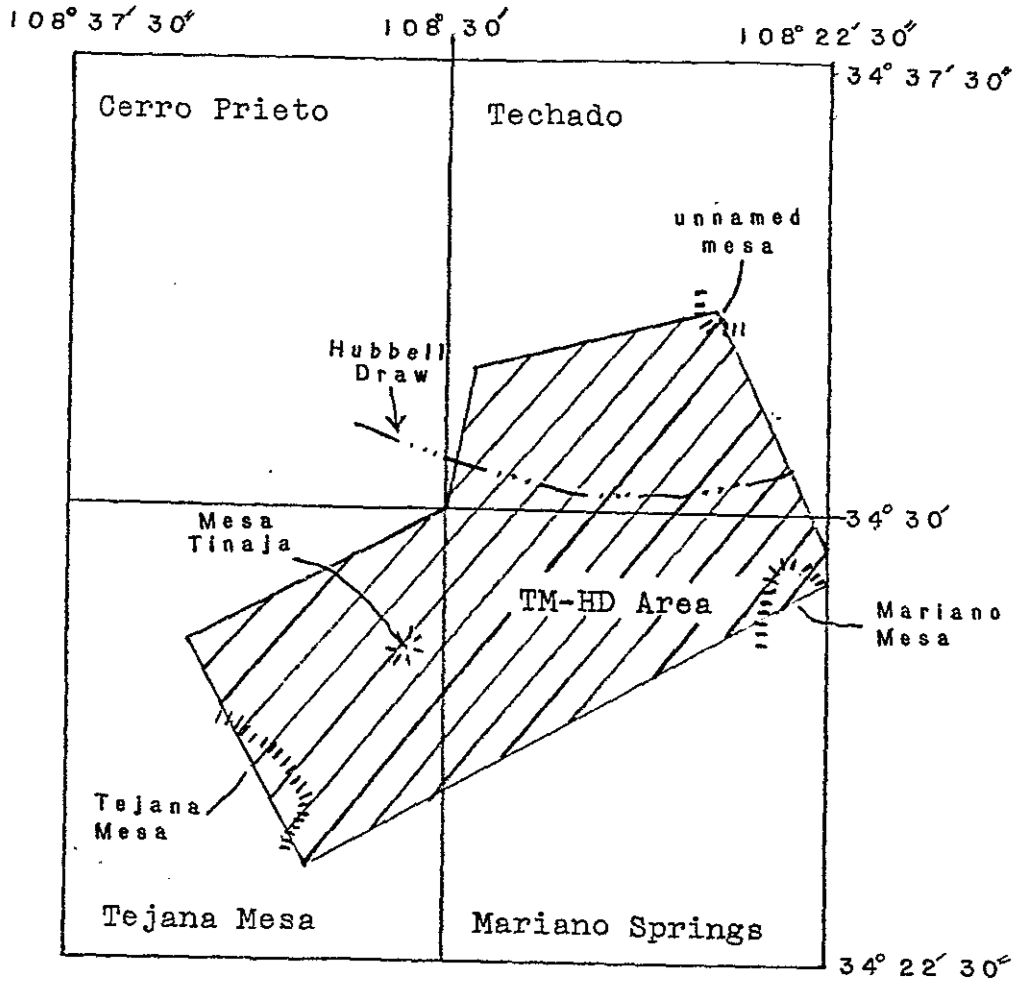 108° 37′ 30″
108° 30′
108° 22′ 30″
34° 37′ 30″
Cerro Prieto
Techado
unnamed
mesa
Hubbell
Draw
Mesa
Tinaja
34° 30′
TM-HD Area
Mariano
Mesa
Tejana
Mesa
Tejana Mesa
Mariano Springs
34° 22′ 30″